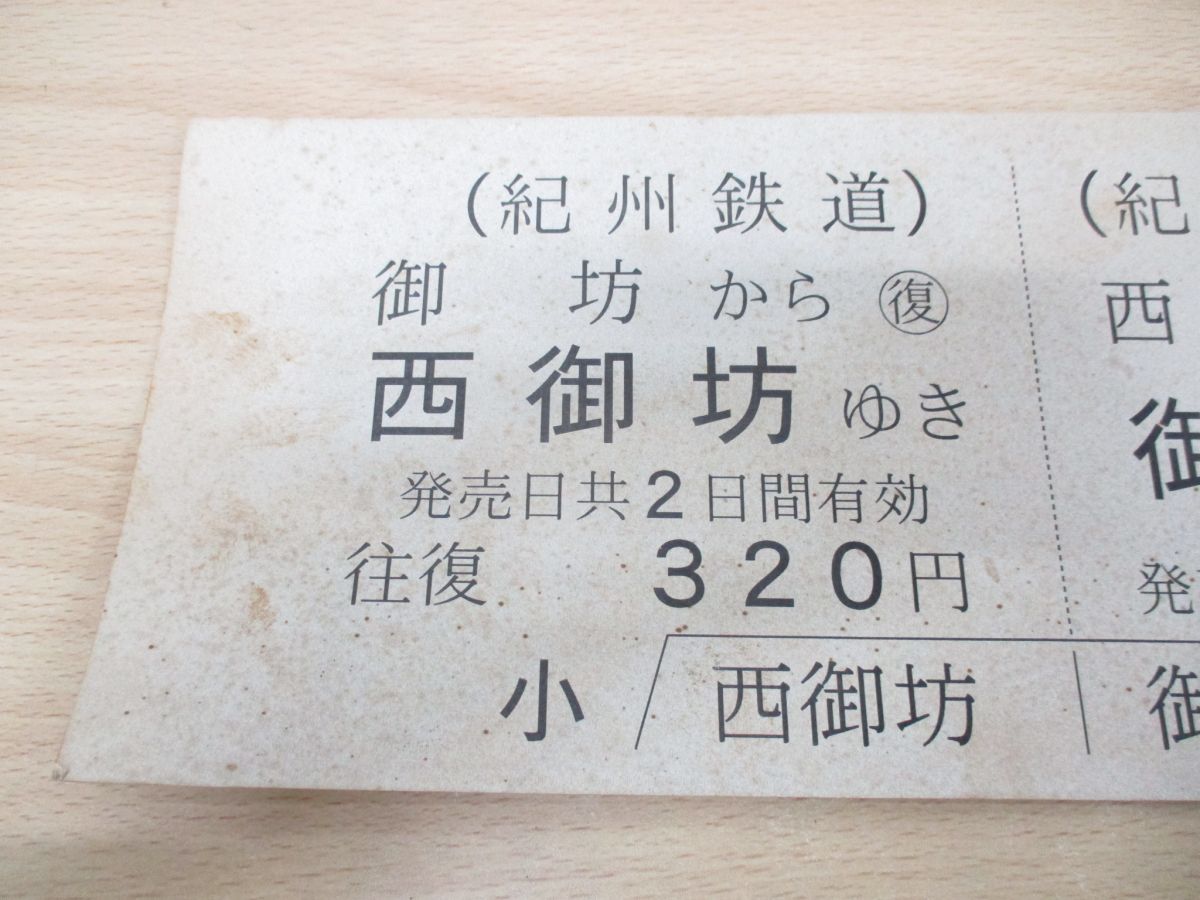 (紀州鉄道)
御坊から㊝復
西御坊ゆき
発売日共2日間有効
往復 320円
小 西御坊
(紀
西
御
発
御